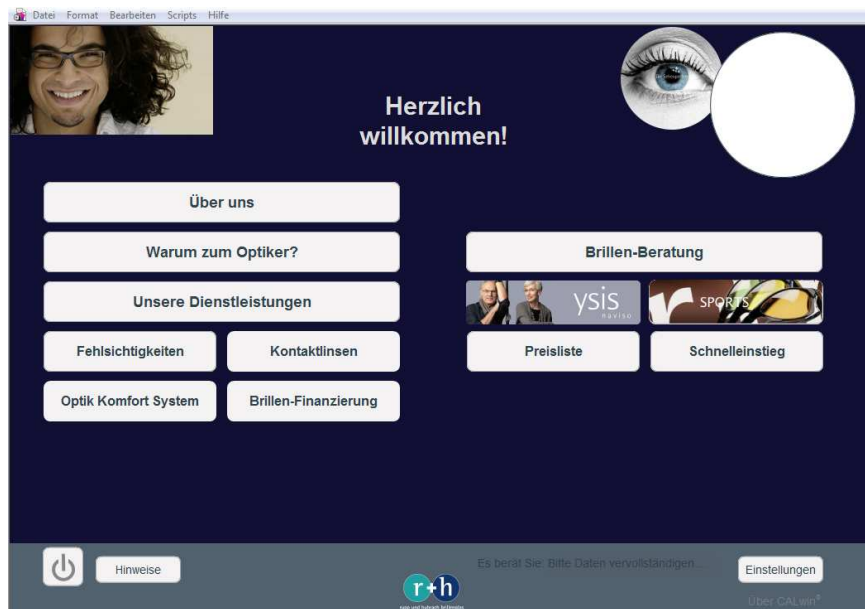 Datei Format Bearbeiten Scripts Hilfe
Herzlich
willkommen!
Über uns
Warum zum Optiker?
Brillen-Beratung
Unsere Dienstleistungen
ysis
naviso
r SPORTS
Fehlsichtigkeiten
Kontaktlinsen
Preisliste
Schnelleinstieg
Optik Komfort System
Brillen-Finanzierung
Hinweise
Es berät Sie: Bitte Daten vervollständigen...
Einstellungen
r+h
Über CALwin®